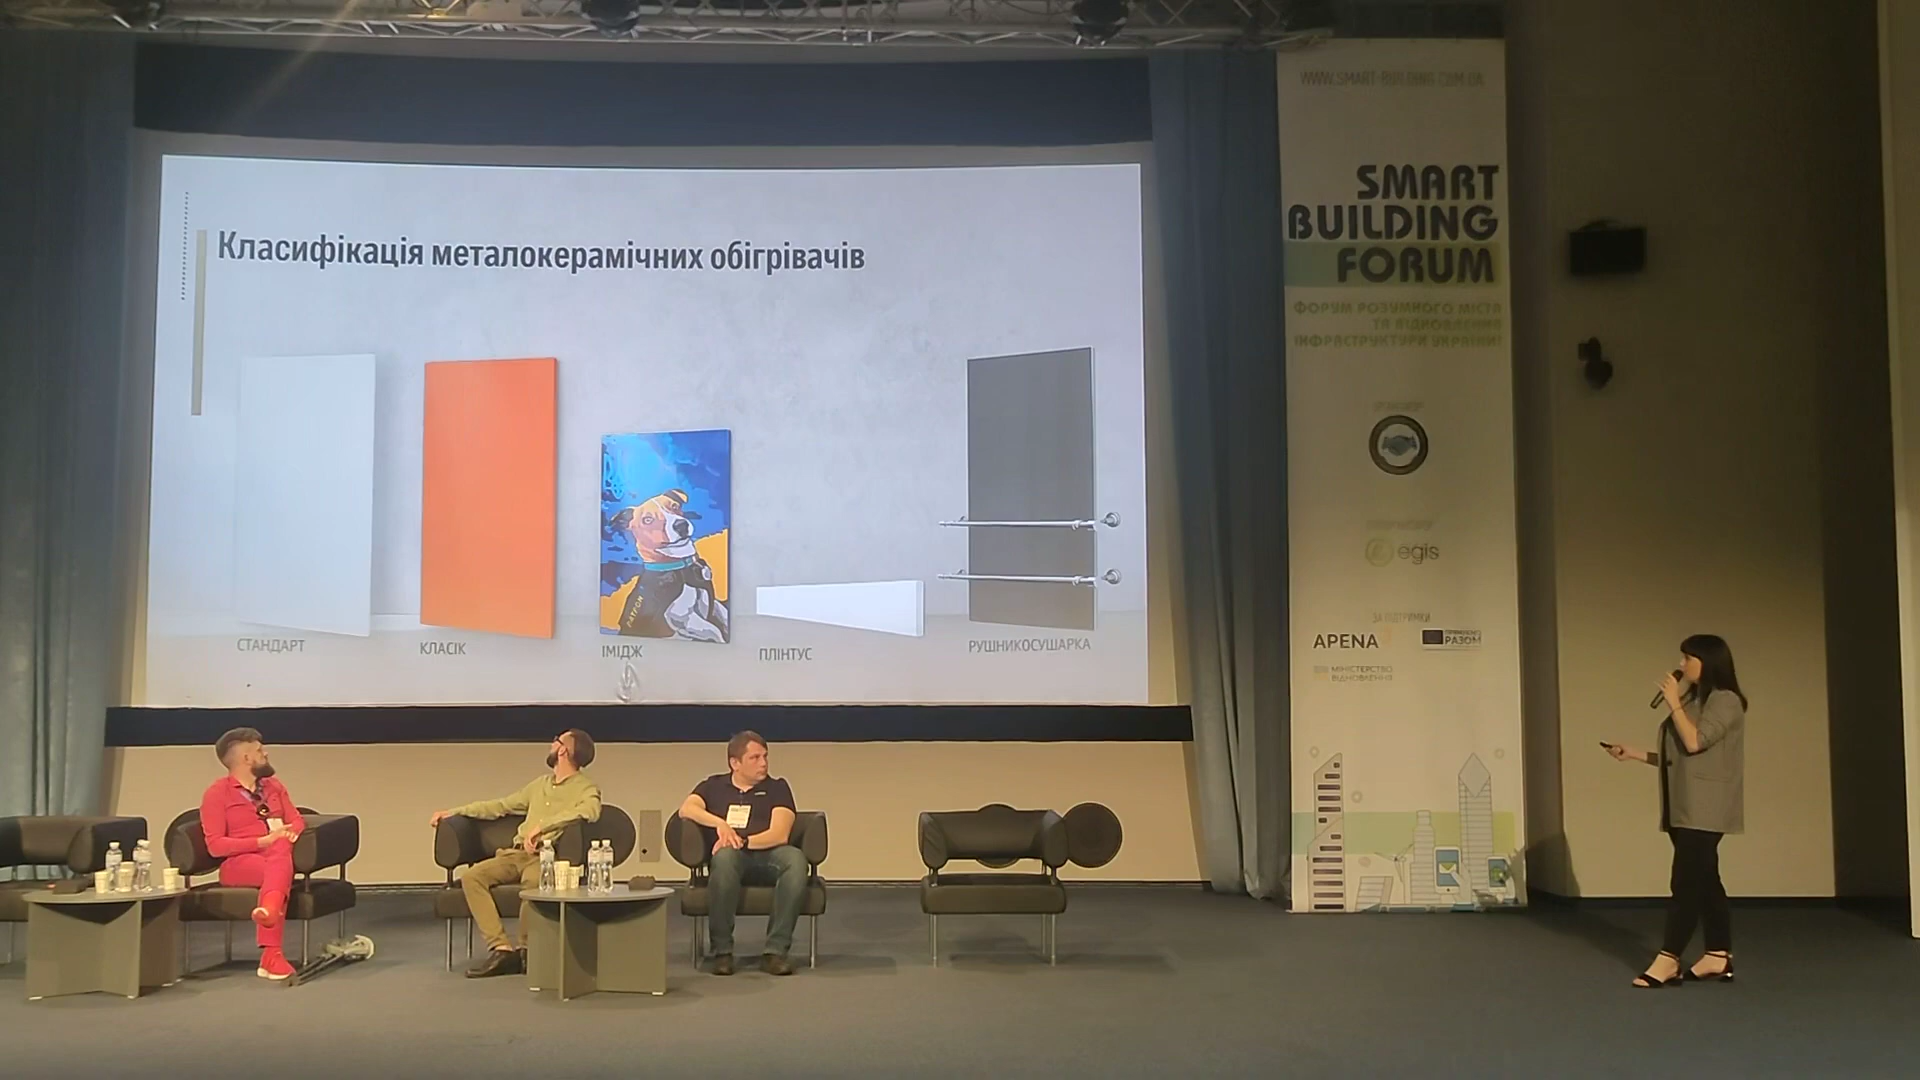 Класифікація металокерамічних обігрівачів
СТАНДАРТ
КЛАСІК
ІМІДЖ
ПЛІНТУС
РУШНИКОСУШАРКА
WWW.SMART-BUILDING.COM.UA
SMART
BUILDING
FORUM
ФОРУМ РОЗУМНОГО МІСТА
ТА ВІДНОВЛЕННЯ
ІНФРАСТРУКТУРИ УКРАЇНИ
egis
ЗА ПІДТРИМКИ
APENA
РАЗОМ
МІНІСТЕРСТВО
ВІДНОВЛЕННЯ